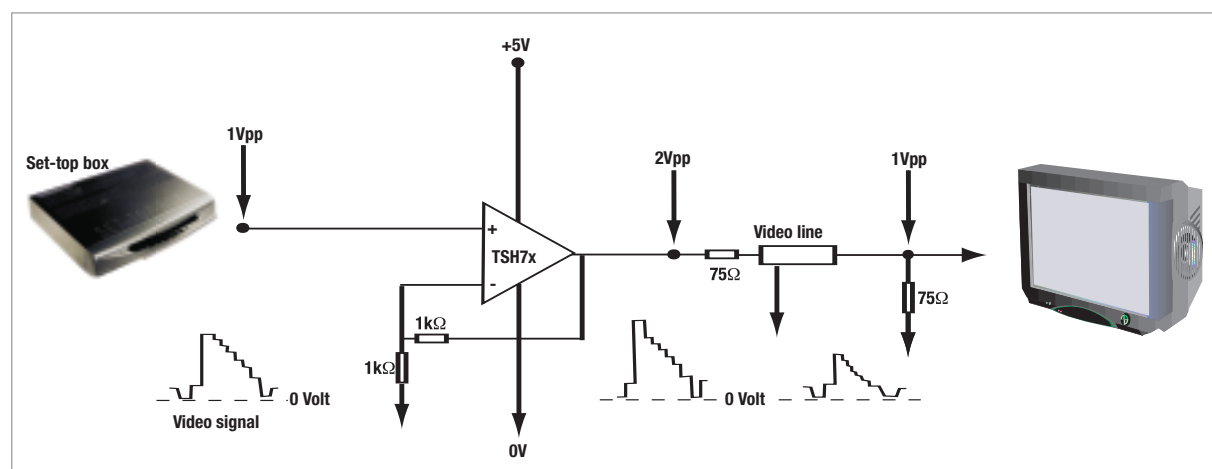 +5V
1Vpp
Set-top box
2Vpp
1Vpp
Video line
+
TSH7x
-
75Ω
75Ω
1kΩ
1kΩ
0 Volt
Video signal
0 Volt
0V